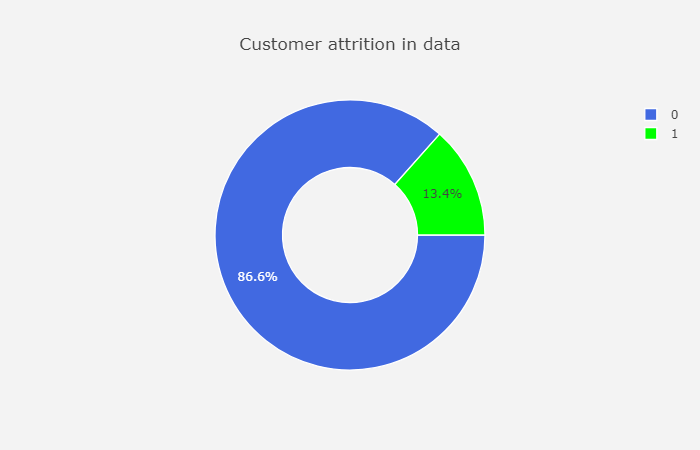 Customer attrition in data
0
1
13.4%
86.6%